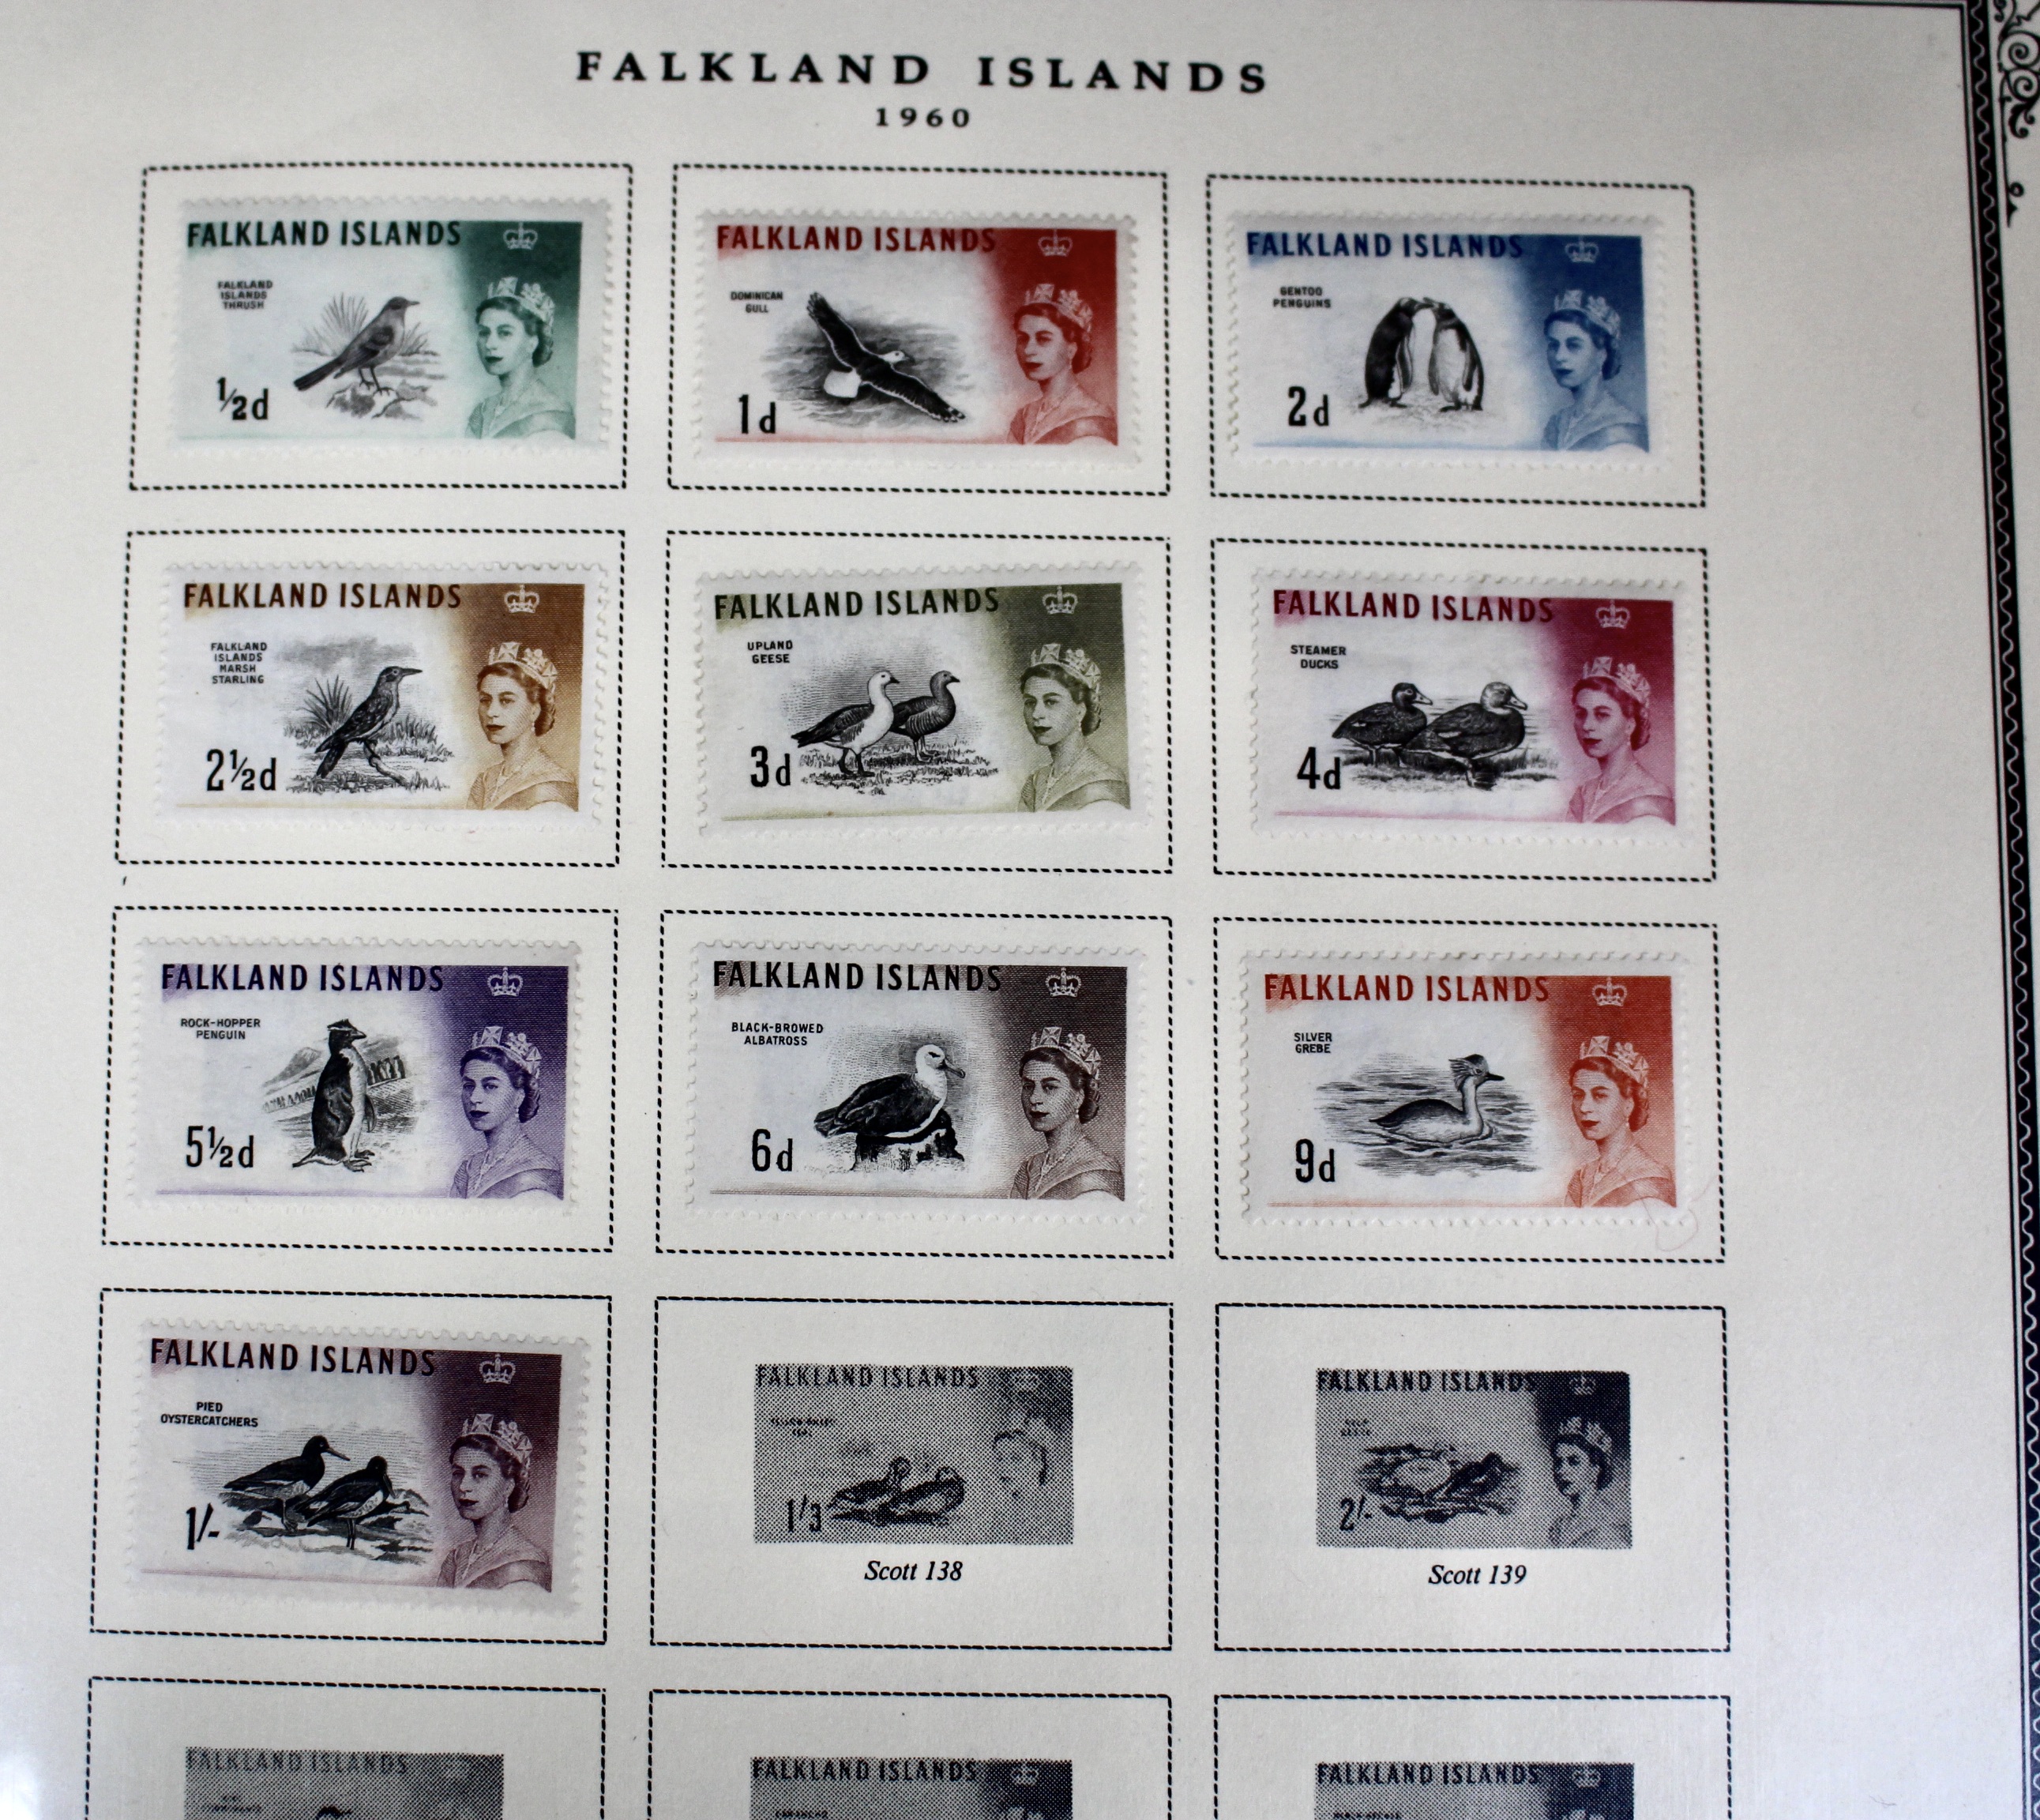 FALKLAND ISLANDS
1960
FALKLAND ISLANDS
FALKLAND
ISLANDS
THRUSH
½d
FALKLAND ISLANDS
DOMINICAN
GULL
1d
FALKLAND ISLANDS
GENTOO
PENGUINS
2d
FALKLAND ISLANDS
FALKLAND
ISLANDS
MARSH
STARLING
2½d
FALKLAND ISLANDS
UPLAND
GEESE
3d
FALKLAND ISLANDS
STEAMER
DUCKS
4d
FALKLAND ISLANDS
ROCK-HOPPER
PENGUIN
5½d
FALKLAND ISLANDS
BLACK-BROWED
ALBATROSS
6d
FALKLAND ISLANDS
SILVER
GREBE
9d
FALKLAND ISLANDS
PIED
OYSTERCATCHERS
1/-
FALKLAND ISLANDS
1/3
Scott 138
FALKLAND ISLANDS
2/-
Scott 139
FALKLAND ISLANDS
FALKLAND ISLANDS
FALKLAND ISLANDS